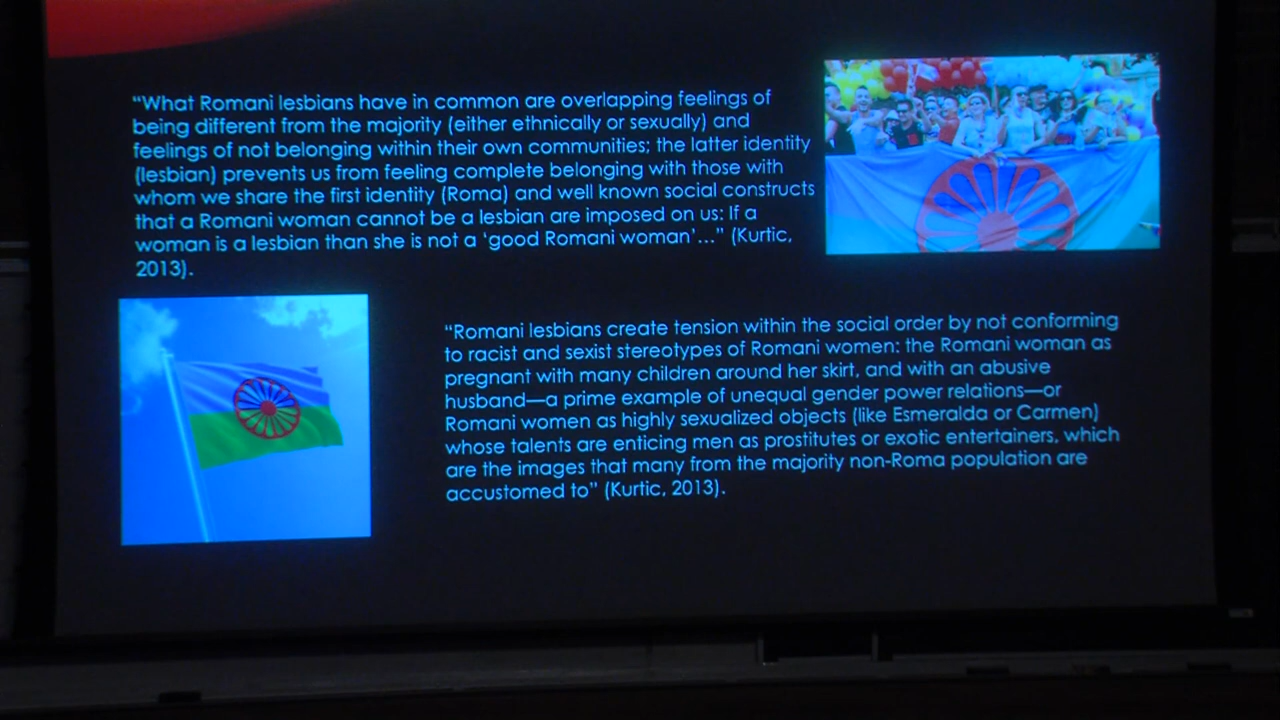 “What Romani lesbians have in common are overlapping feelings of
being different from the majority (either ethnically or sexually) and
feelings of not belonging within their own communities; the latter identity
(lesbian) prevents us from feeling complete belonging with those with
whom we share the first identity (Roma) and well known social constructs
that a Romani woman cannot be a lesbian are imposed on us: If a
woman is a lesbian than she is not a ‘good Romani woman’…” (Kurtic,
2013).
“Romani lesbians create tension within the social order by not conforming
to racist and sexist stereotypes of Romani women: the Romani woman as
pregnant with many children around her skirt, and with an abusive
husband—a prime example of unequal gender power relations—or
Romani women as highly sexualized objects (like Esmeralda or Carmen)
whose talents are enticing men as prostitutes or exotic entertainers, which
are the images that many from the majority non-Roma population are
accustomed to” (Kurtic, 2013).